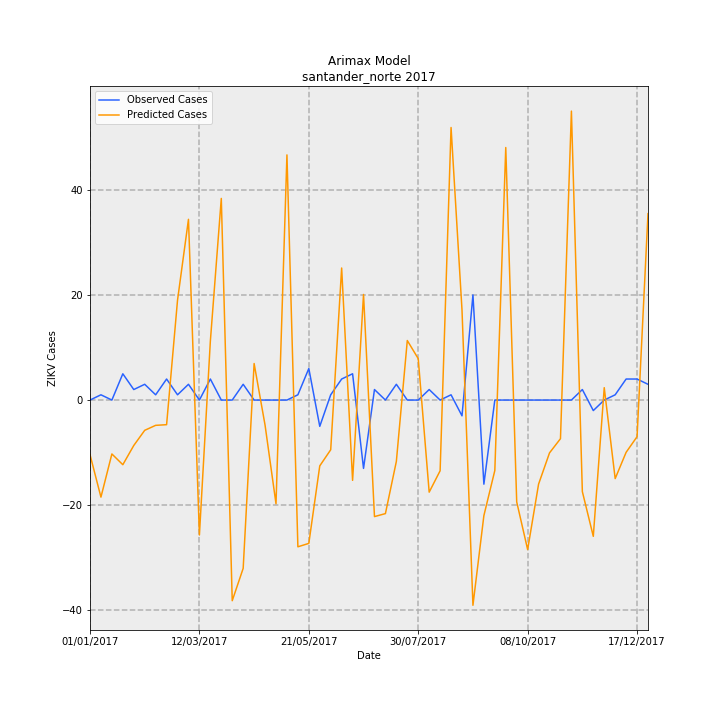 Arimax Model
santander_norte 2017
Observed Cases
Predicted Cases
ZIKV Cases
40
20
0
−20
−40
01/01/2017
12/03/2017
21/05/2017
30/07/2017
08/10/2017
17/12/2017
Date